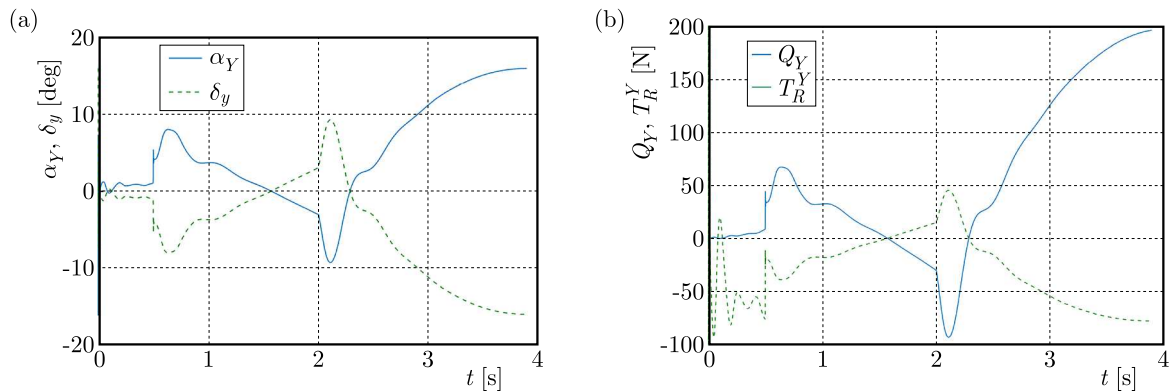 (a)
20
10
0
-10
-20
α_Y, δ_y [deg]
α_Y
δ_y
0 1 2 3 4
t [s]
(b)
200
150
100
50
0
-50
-100
Q_Y, T_R^Y [N]
Q_Y
T_R^Y
0 1 2 3 4
t [s]